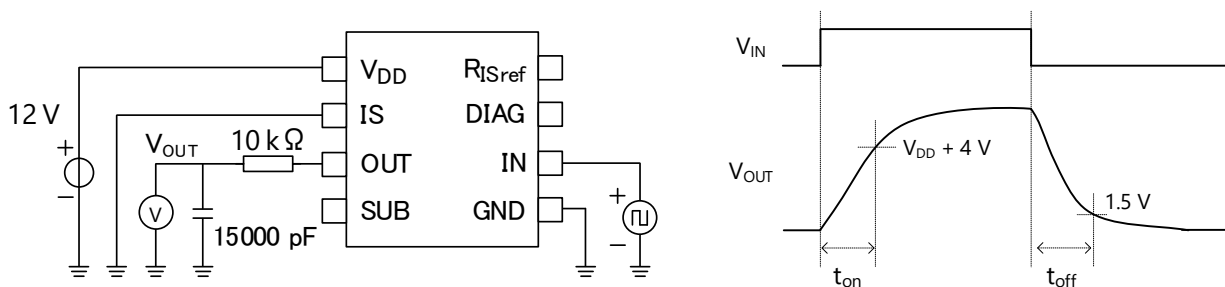 V_DD
R_ISref
12 V
+
−
IS
DIAG
V_OUT
10 k Ω
OUT
IN
V
SUB
GND
15000 pF
+
−
V_IN
V_OUT
V_DD + 4 V
1.5 V
t_on
t_off